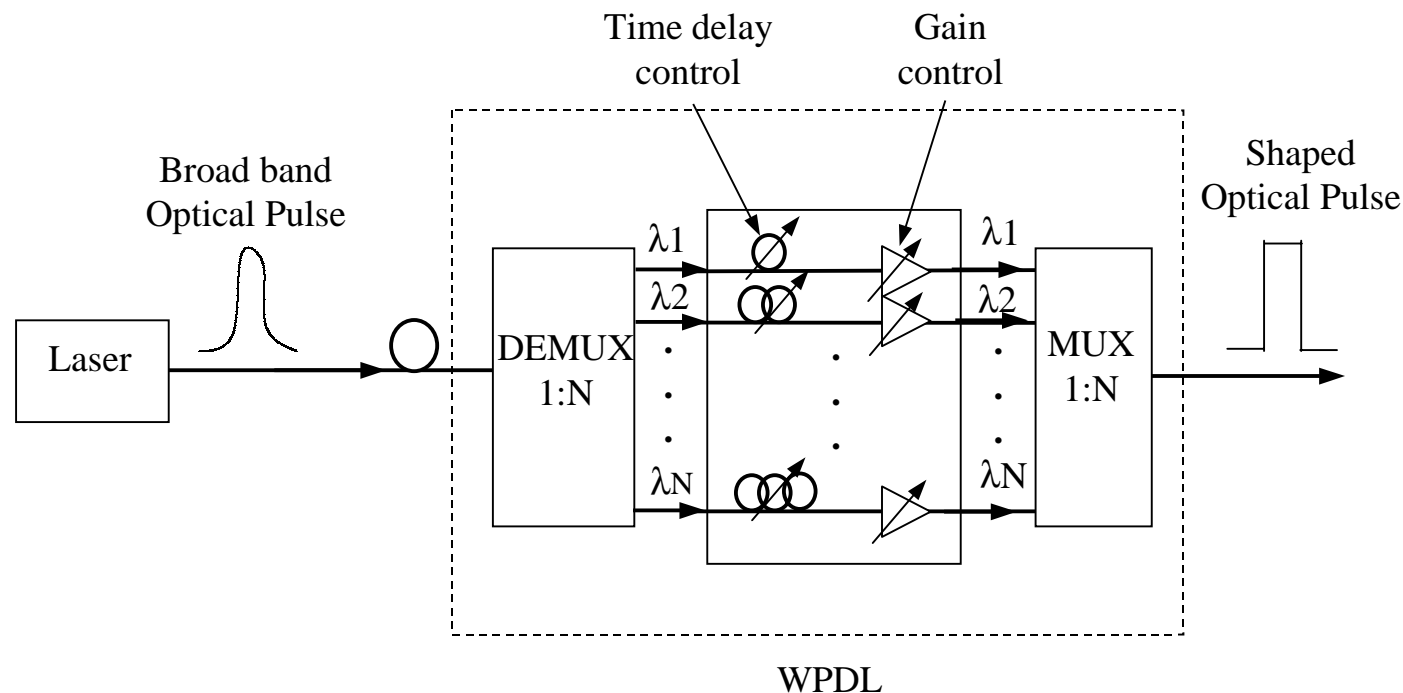 Time delay
control
Gain
control
Broad band
Optical Pulse
Shaped
Optical Pulse
λ1
λ1
λ2
λ2
Laser
DEMUX
1:N
MUX
1:N
λN
λN
WPDL